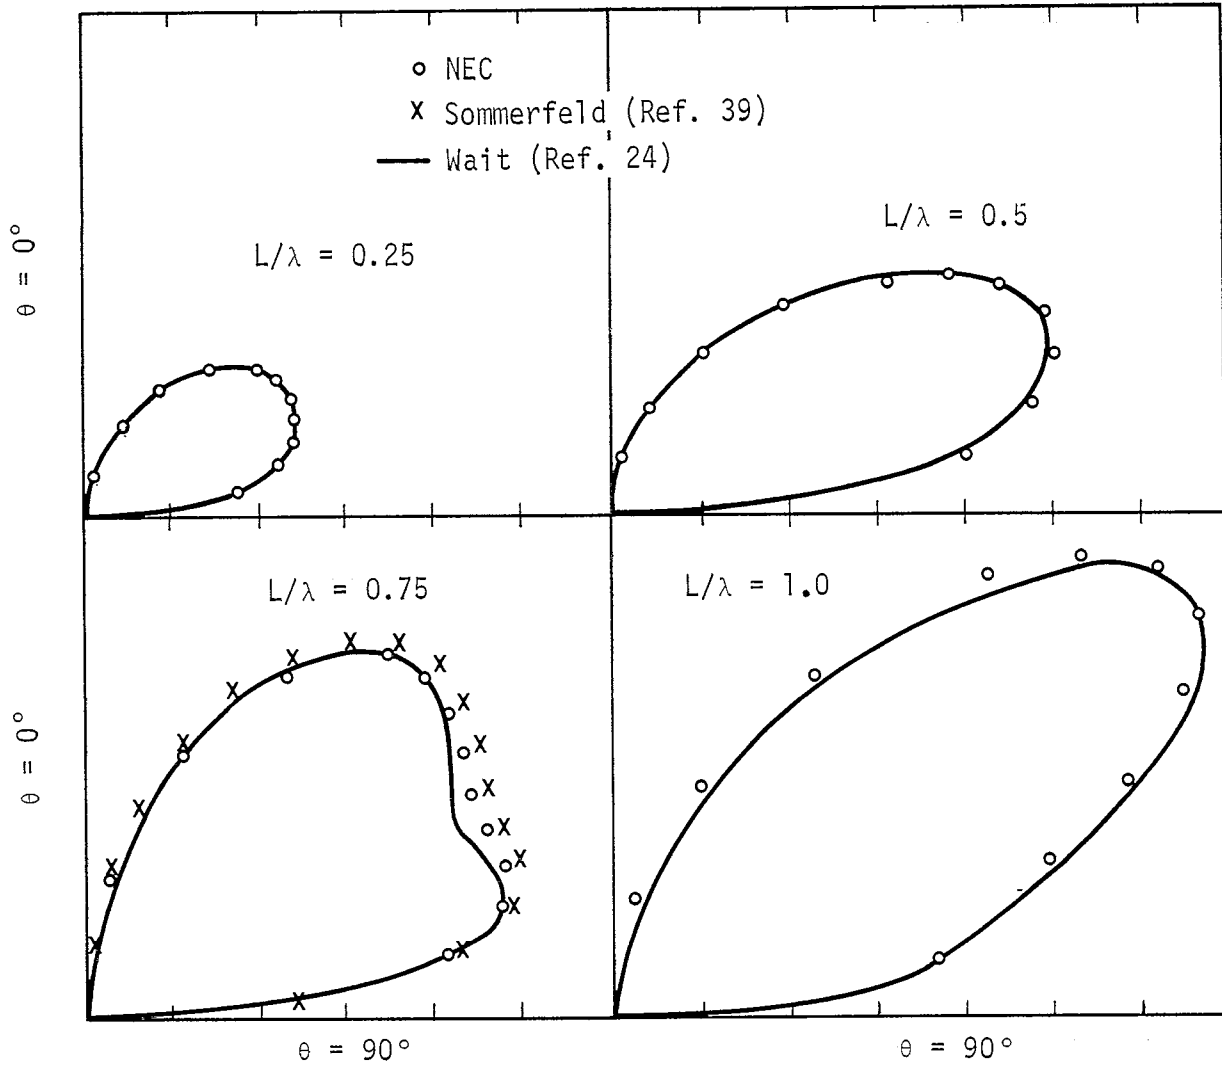 o NEC
X Sommerfeld (Ref. 39)
— Wait (Ref. 24)
L/λ = 0.25
L/λ = 0.5
θ = 0°
L/λ = 0.75
L/λ = 1.0
θ = 0°
θ = 90°
θ = 90°